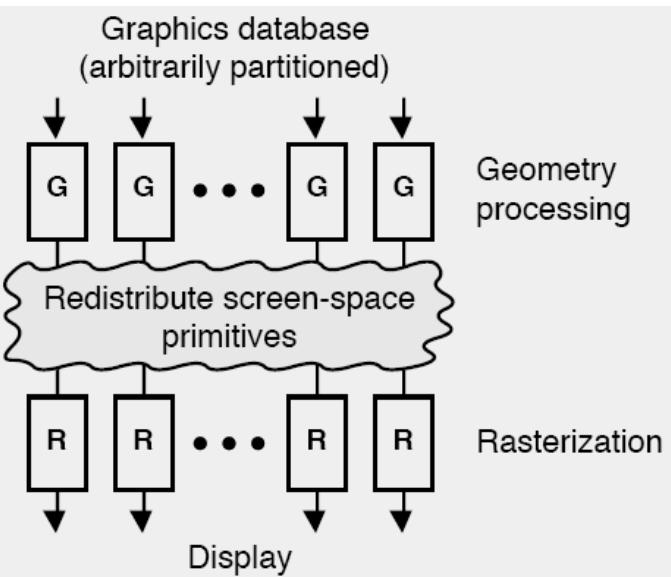 Graphics database
(arbitrarily partitioned)
G G G G
Geometry
processing
Redistribute screen-space
primitives
R R R R
Rasterization
Display